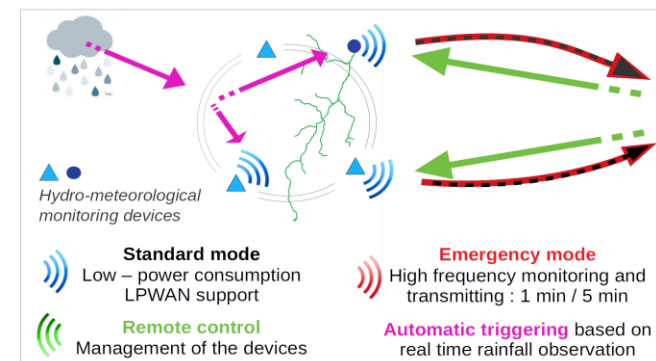 Hydro-meteorological
monitoring devices
Standard mode
Low – power consumption
LPWAN support
Remote control
Management of the devices
Emergency mode
High frequency monitoring and
transmitting : 1 min / 5 min
Automatic triggering based on
real time rainfall observation